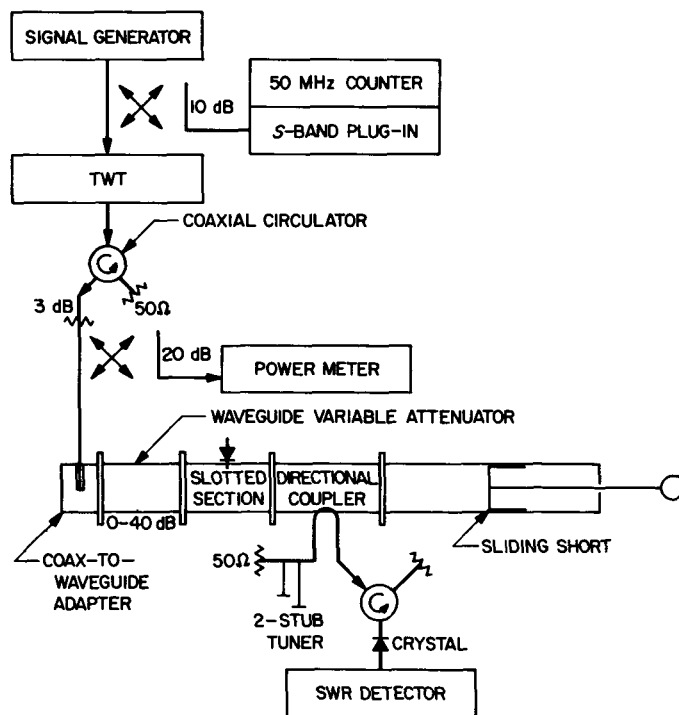 SIGNAL GENERATOR
50 MHz COUNTER
10 dB
S-BAND PLUG-IN
TWT
COAXIAL CIRCULATOR
3 dB
50Ω
20 dB
POWER METER
WAVEGUIDE VARIABLE ATTENUATOR
SLOTTED
SECTION
DIRECTIONAL
COUPLER
0-40 dB
COAX-TO-
WAVEGUIDE
ADAPTER
SLIDING SHORT
50Ω
2-STUB
TUNER
CRYSTAL
SWR DETECTOR